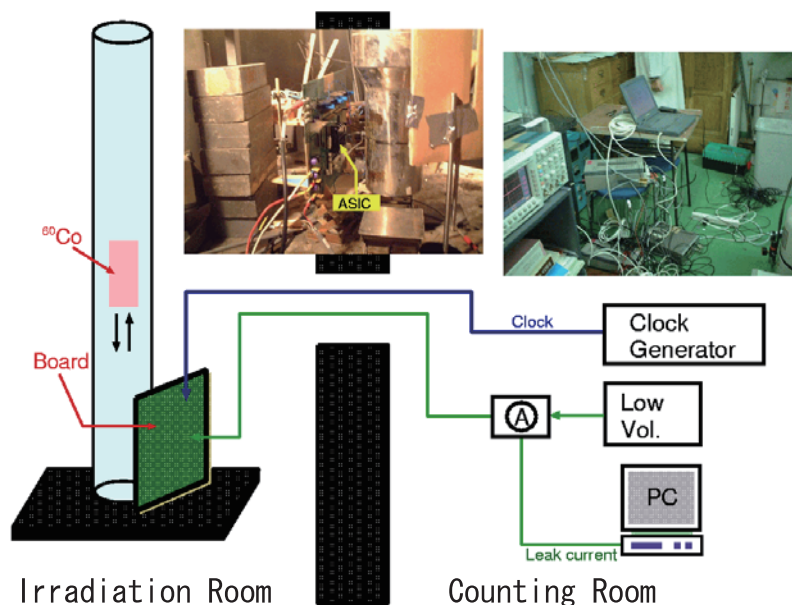 ASIC
⁶⁰Co
Board
Clock
Clock
Generator
A
Low
Vol.
PC
Leak current
Irradiation Room
Counting Room